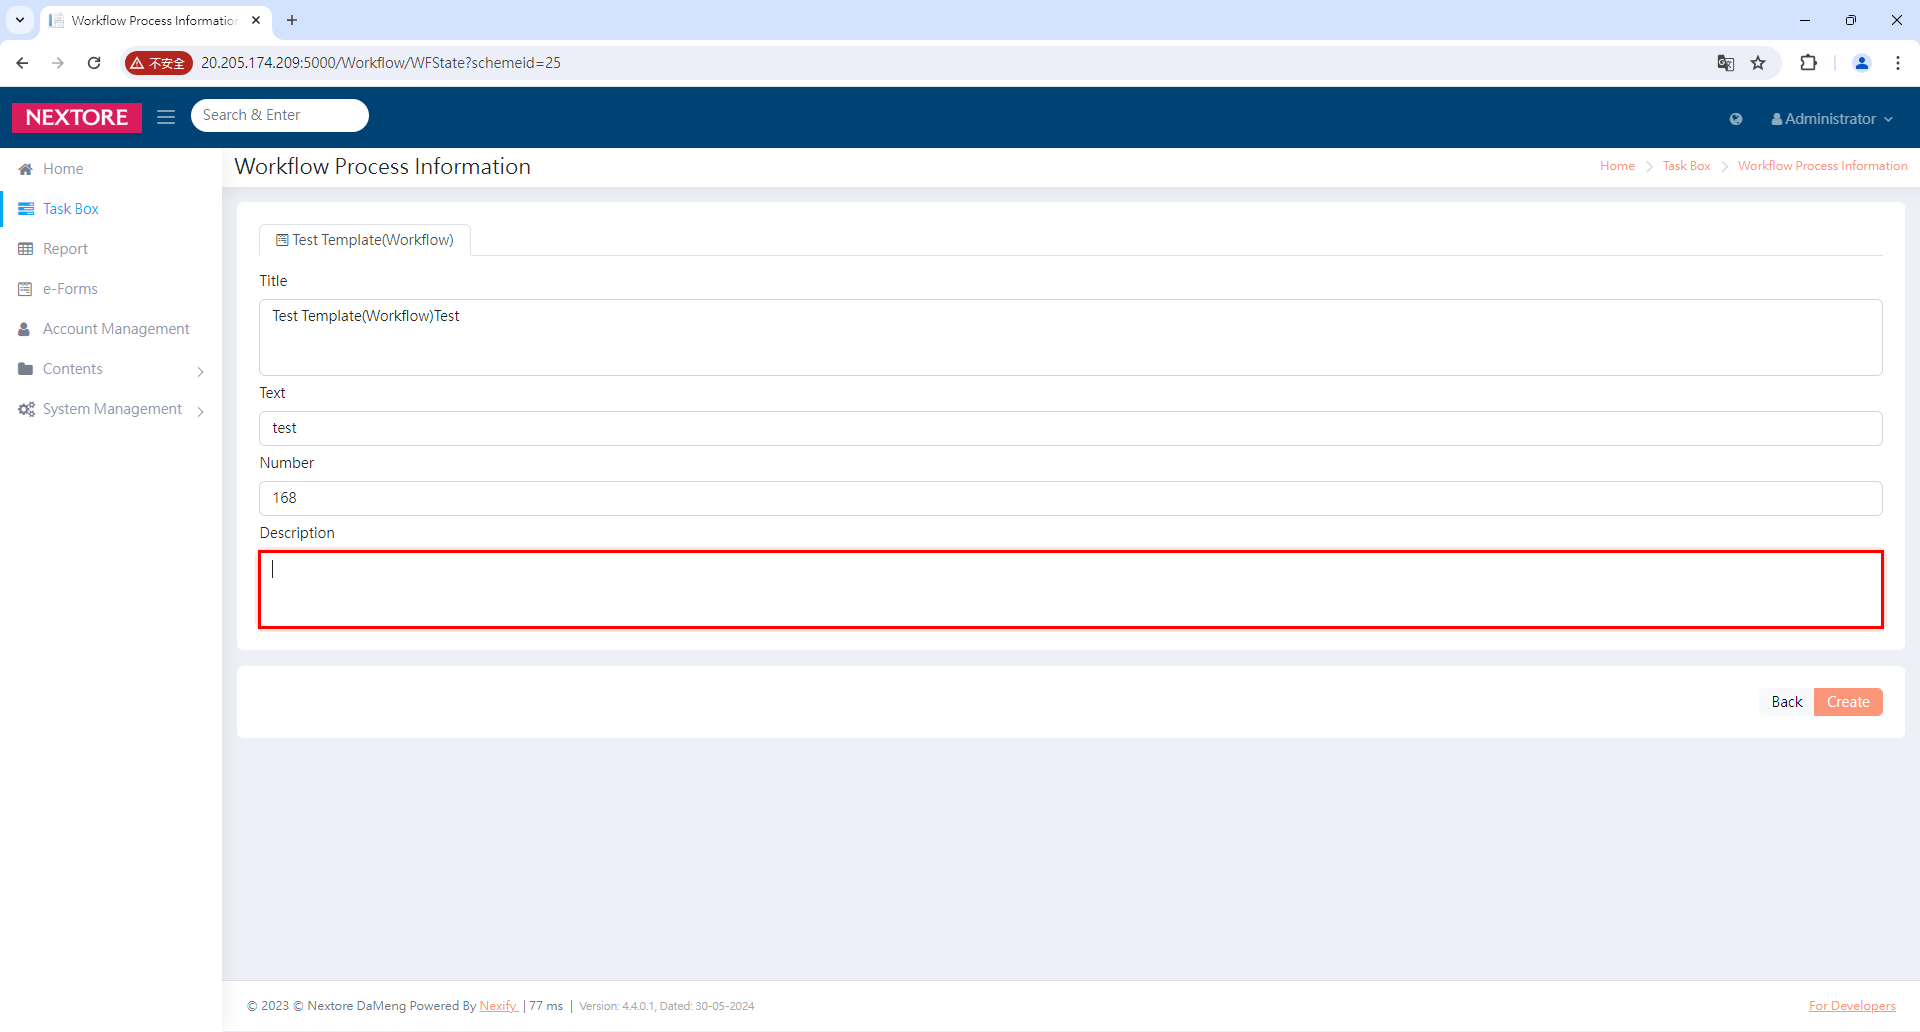 Workflow Process Information
不安全
20.205.174.209:5000/Workflow/WFState?schemeid=25
NEXTORE
Search & Enter
Administrator
Home
Task Box
Report
e-Forms
Account Management
Contents
System Management
Workflow Process Information
Home
Task Box
Workflow Process Information
Test Template(Workflow)
Title
Test Template(Workflow)Test
Text
test
Number
168
Description
Back
Create
© 2023 © Nextore DaMeng Powered By Nexify | 77 ms | Version: 4.4.0.1, Dated: 30-05-2024
For Developers